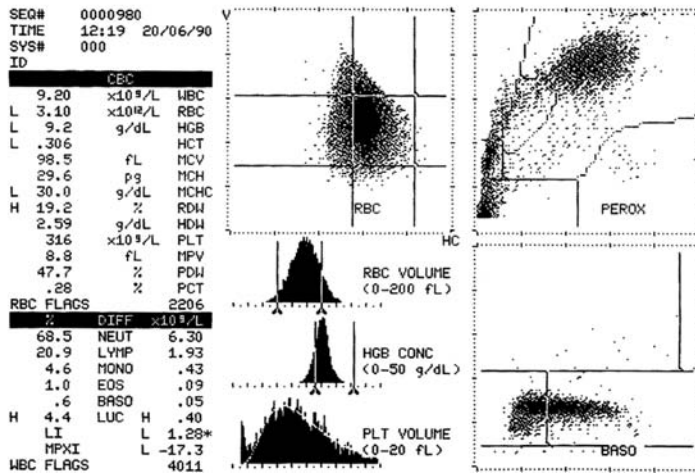 SEQ# 0000980
TIME 12:19 20/06/90
SYS# 000
ID
CBC
9.20 x10⁹/L WBC
L 3.10 x10¹²/L RBC
L 9.2 g/dL HGB
L .306 HCT
98.5 fL MCV
29.6 pg MCH
L 30.0 g/dL MCHC
H 19.2 % RDW
2.59 g/dL HDW
316 x10⁹/L PLT
8.8 fL MPV
47.7 % PDW
.28 % PCT
RBC FLAGS 2206
% DIFF x10⁹/L
68.5 NEUT 6.30
20.9 LYMP 1.93
4.6 MONO .43
1.0 EOS .09
.6 BASO .05
H 4.4 LUC H .40
LI L 1.28*
MPXI L -17.3
WBC FLAGS 4011
V
RBC
HC
PEROX
RBC VOLUME
(0-200 fL)
HGB CONC
(0-50 g/dL)
PLT VOLUME
(0-20 fL)
BASO